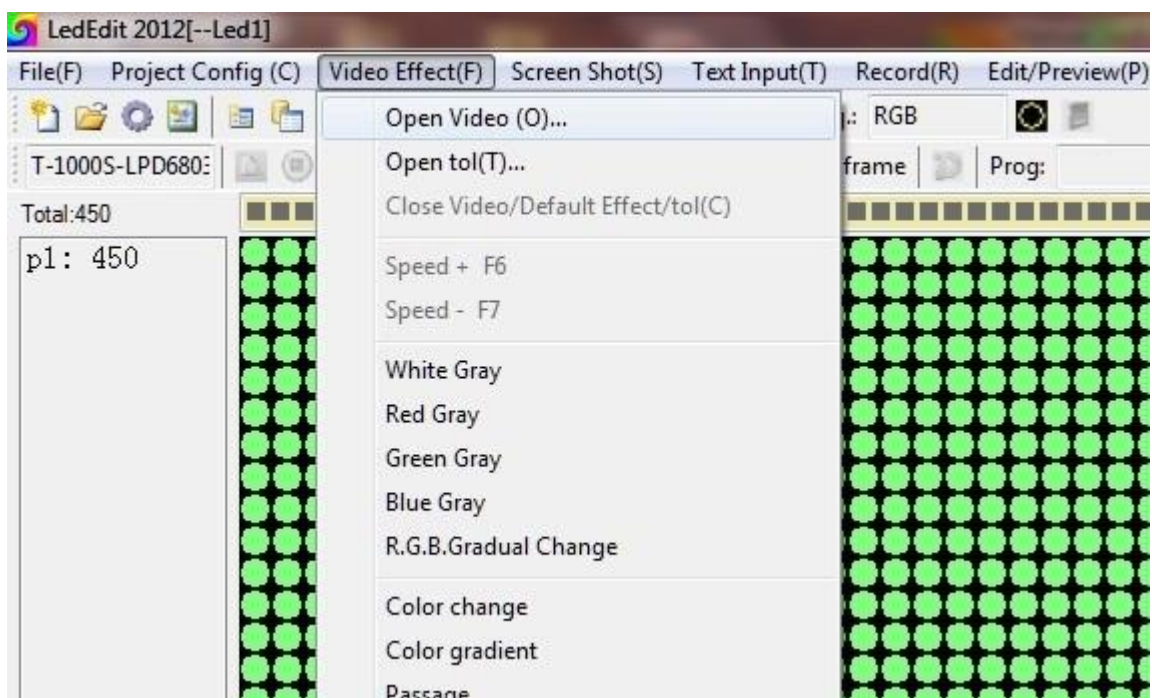 LedEdit 2012[--Led1]
File(F) Project Config (C) Video Effect(F) Screen Shot(S) Text Input(T) Record(R) Edit/Preview(P)
Open Video (O)...
RGB
T-1000S-LPD6803
Open tol(T)...
frame
Prog:
Total:450
Close Video/Default Effect/tol(C)
p1: 450
Speed + F6
Speed - F7
White Gray
Red Gray
Green Gray
Blue Gray
R.G.B.Gradual Change
Color change
Color gradient
Passage